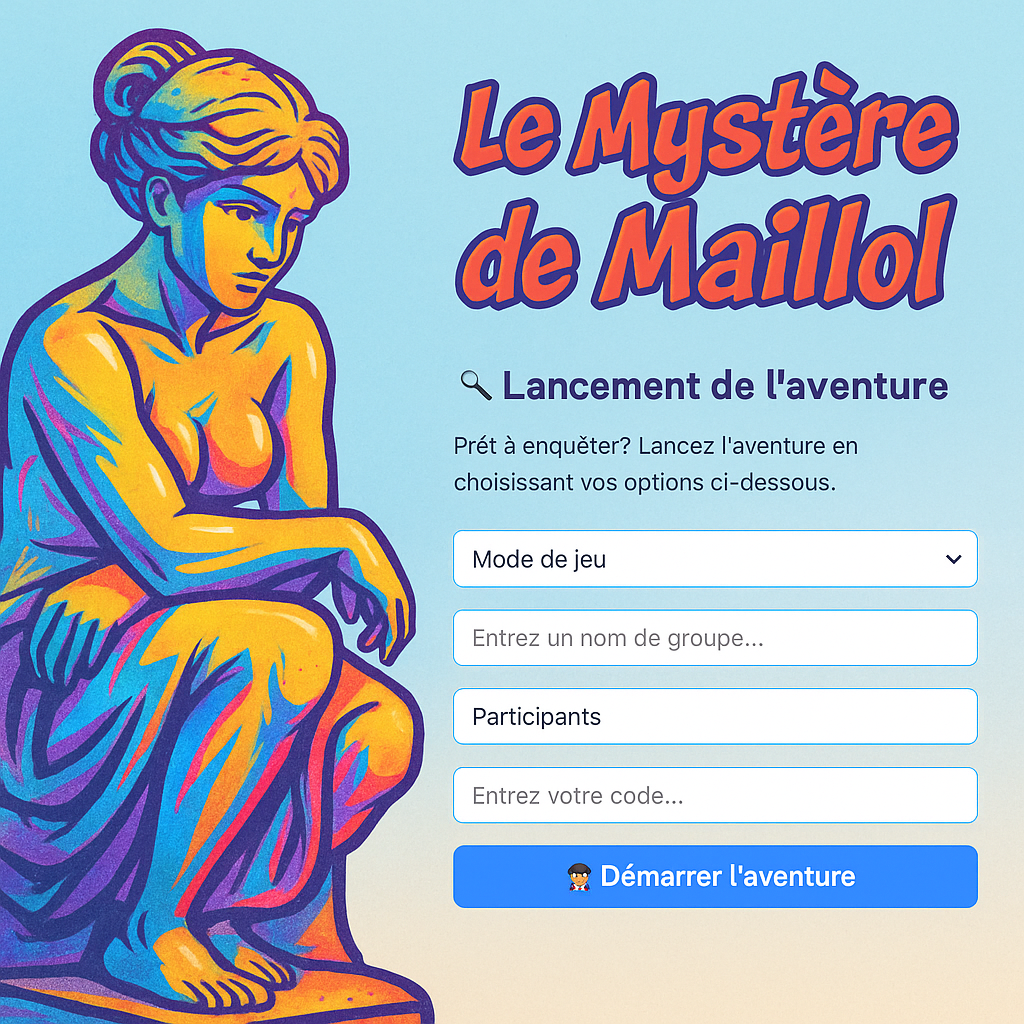 Le Mystère
de Maillol
Lancement de l'aventure
Prét à enquěter? Lancez l'aventure en
choisissant vos options ci-dessous.
Mode de jeu
Entrez un nom de groupe...
Participants
Entrez votre code...
Démarrer l'aventure